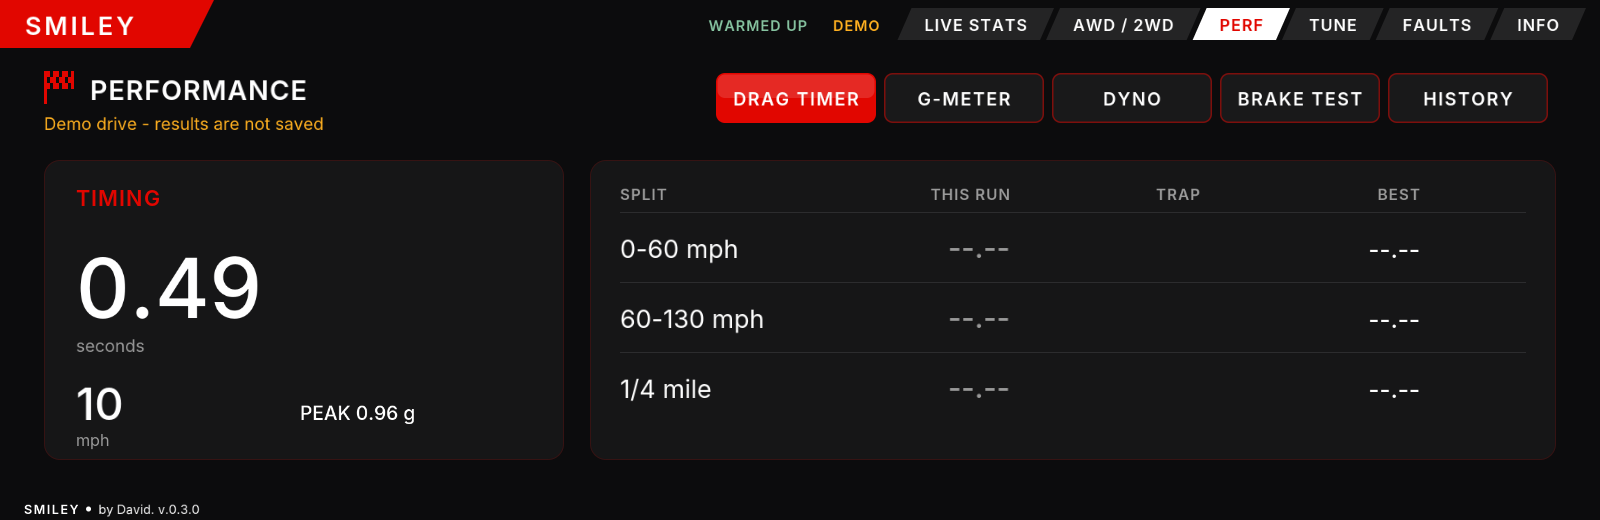 SMILEY
WARMED UP DEMO LIVE STATS AWD / 2WD PERF TUNE FAULTS INFO
PERFORMANCE
Demo drive - results are not saved
DRAG TIMER G-METER DYNO BRAKE TEST HISTORY
TIMING
0.49
seconds
10
mph
PEAK 0.96 g
SPLIT THIS RUN TRAP BEST
0-60 mph --.-- --.--
60-130 mph --.-- --.--
1/4 mile --.-- --.--
SMILEY • by David. v.0.3.0